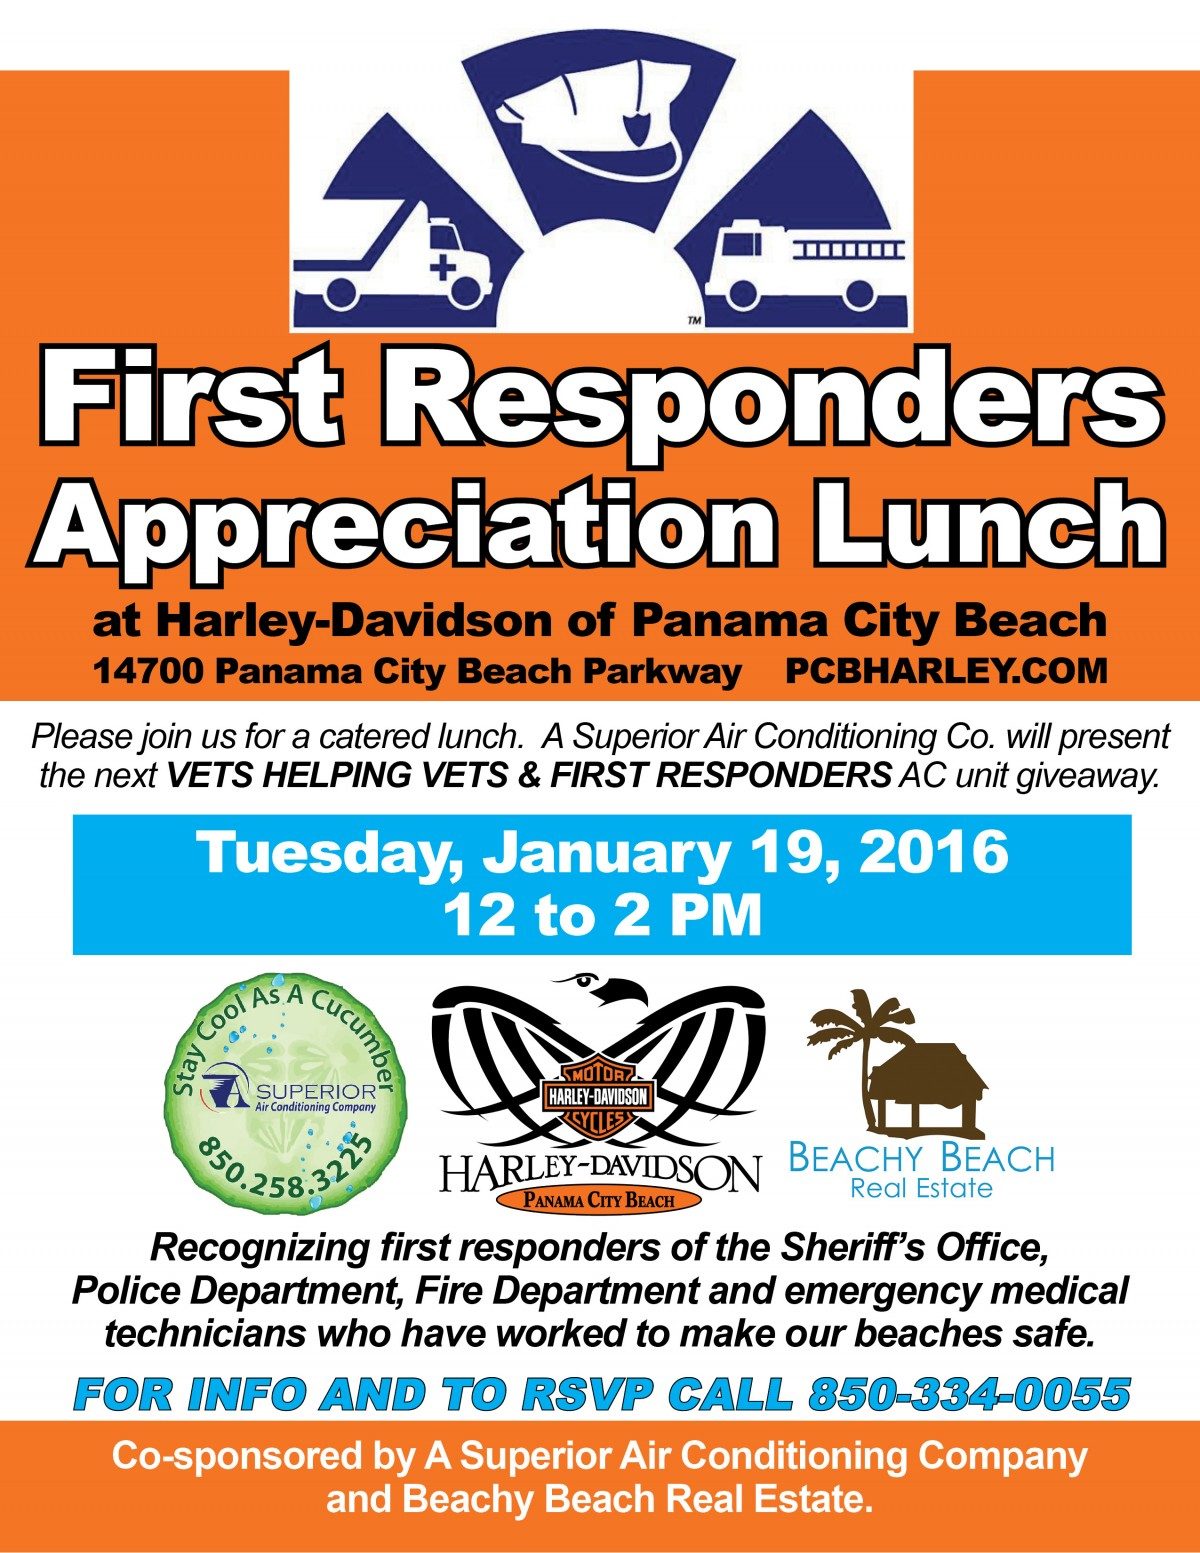 TM
First Responders
Appreciation Lunch
at Harley-Davidson of Panama City Beach
14700 Panama City Beach Parkway PCBHARLEY.COM
Please join us for a catered lunch. A Superior Air Conditioning Co. will present
the next VETS HELPING VETS & FIRST RESPONDERS AC unit giveaway.
Tuesday, January 19, 2016
12 to 2 PM
Stay Cool As A Cucumber
A SUPERIOR
Air Conditioning Company
850.258.3225
MOTOR
HARLEY-DAVIDSON
CYCLES
HARLEY-DAVIDSON
PANAMA CITY BEACH
BEACHY BEACH
Real Estate
Recognizing first responders of the Sheriff's Office,
Police Department, Fire Department and emergency medical
technicians who have worked to make our beaches safe.
FOR INFO AND TO RSVP CALL 850-334-0055
Co-sponsored by A Superior Air Conditioning Company
and Beachy Beach Real Estate.